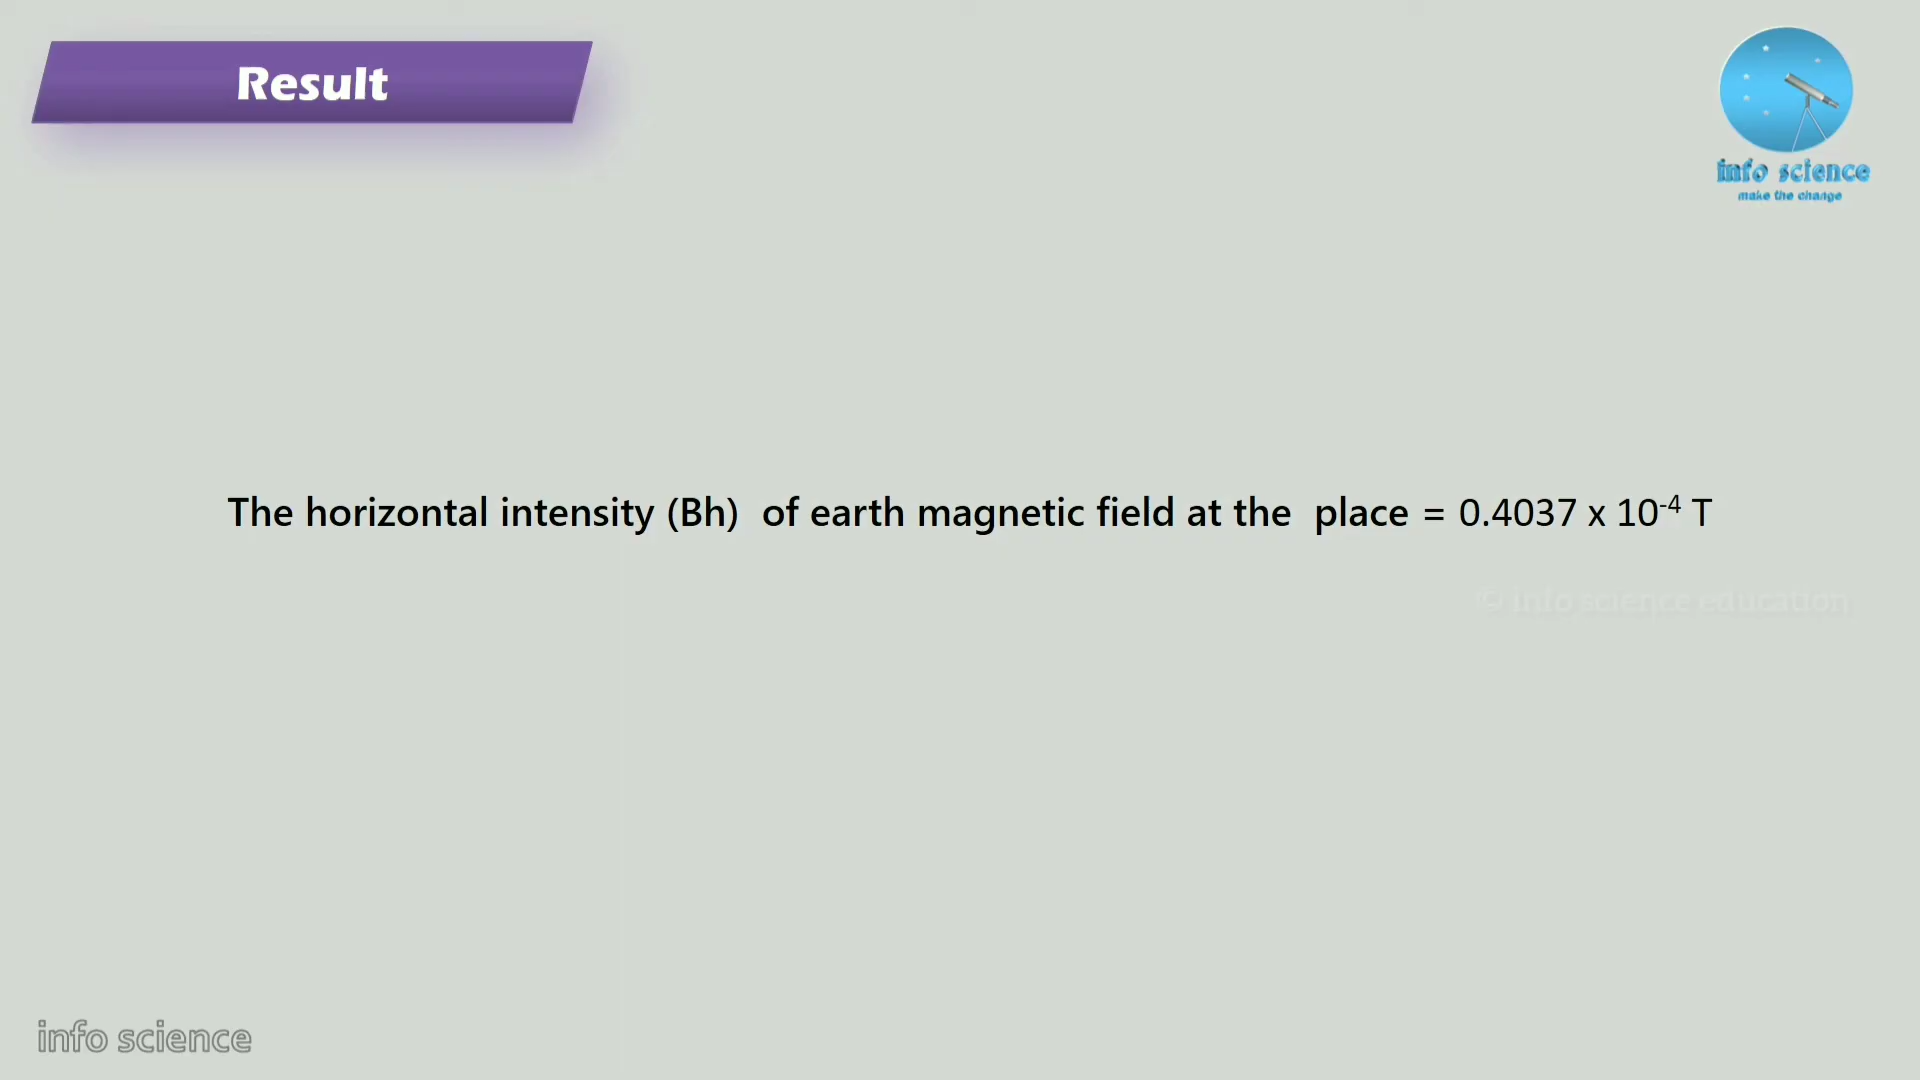 Result
info science
make the change
The horizontal intensity (Bh) of earth magnetic field at the place = 0.4037 x 10⁻⁴ T
© info science education
info science